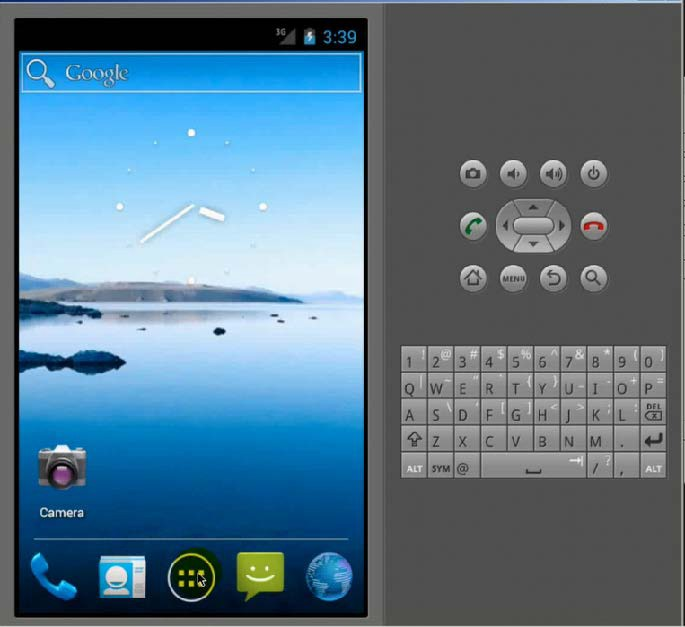 3G 3:39
Google
Camera
MENU
1 ! 2 @ 3 # 4 $ 5 % 6 ^ 7 & 8 * 9 ( 0 )
Q | W ~ E " R ` T { Y } U _ I - O + P =
A S \ D ' F [ G ] H < J > K ; L : DEL
Z X C V B N M .
ALT SYM @ / ? , ALT